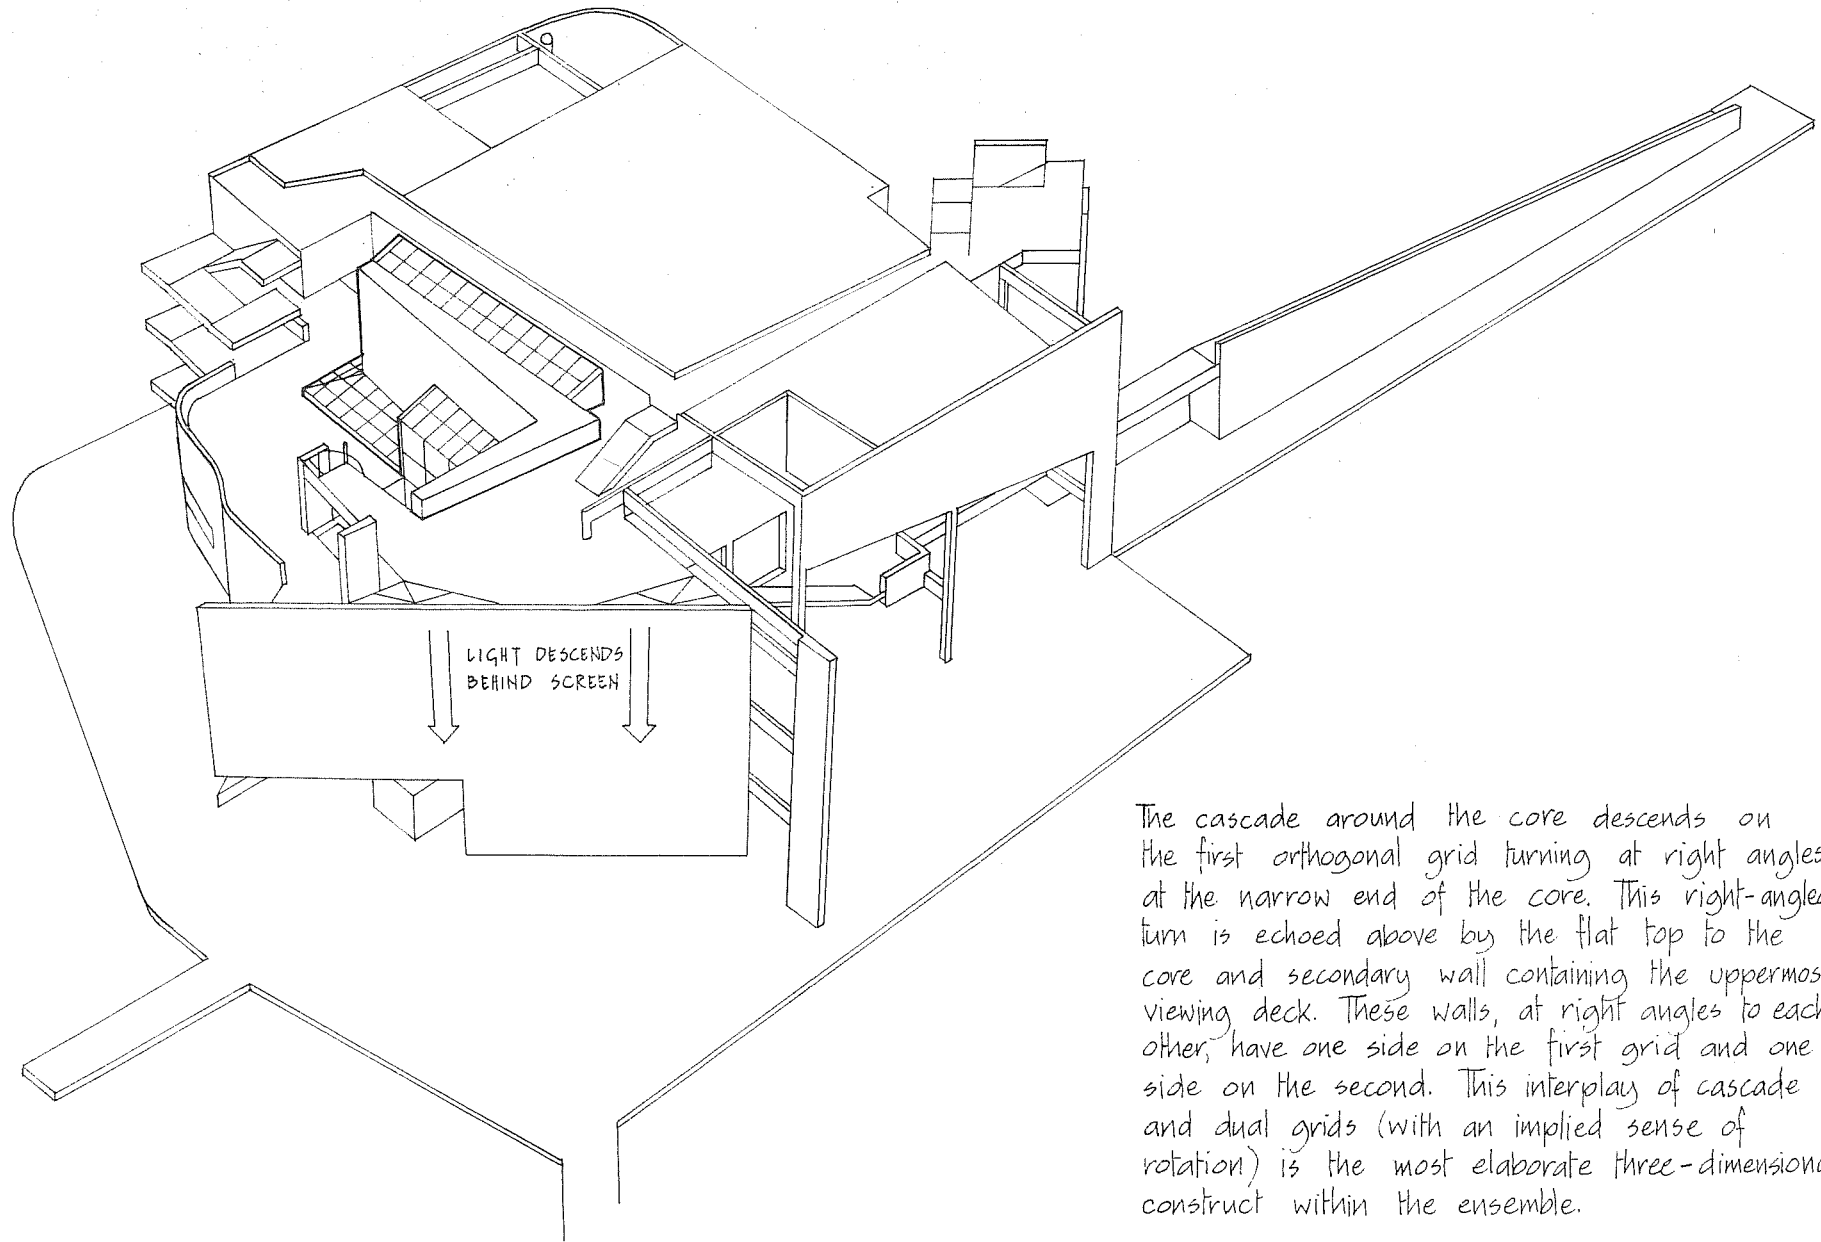 LIGHT DESCENDS
BEHIND SCREEN
The cascade around the core descends on
the first orthogonal grid turning at right angles
at the narrow end of the core. This right-angled
turn is echoed above by the flat top to the
core and secondary wall containing the uppermos
viewing deck. These walls, at right angles to each
other, have one side on the first grid and one
side on the second. This interplay of cascade
and dual grids (with an implied sense of
rotation) is the most elaborate three-dimensiona
construct within the ensemble.